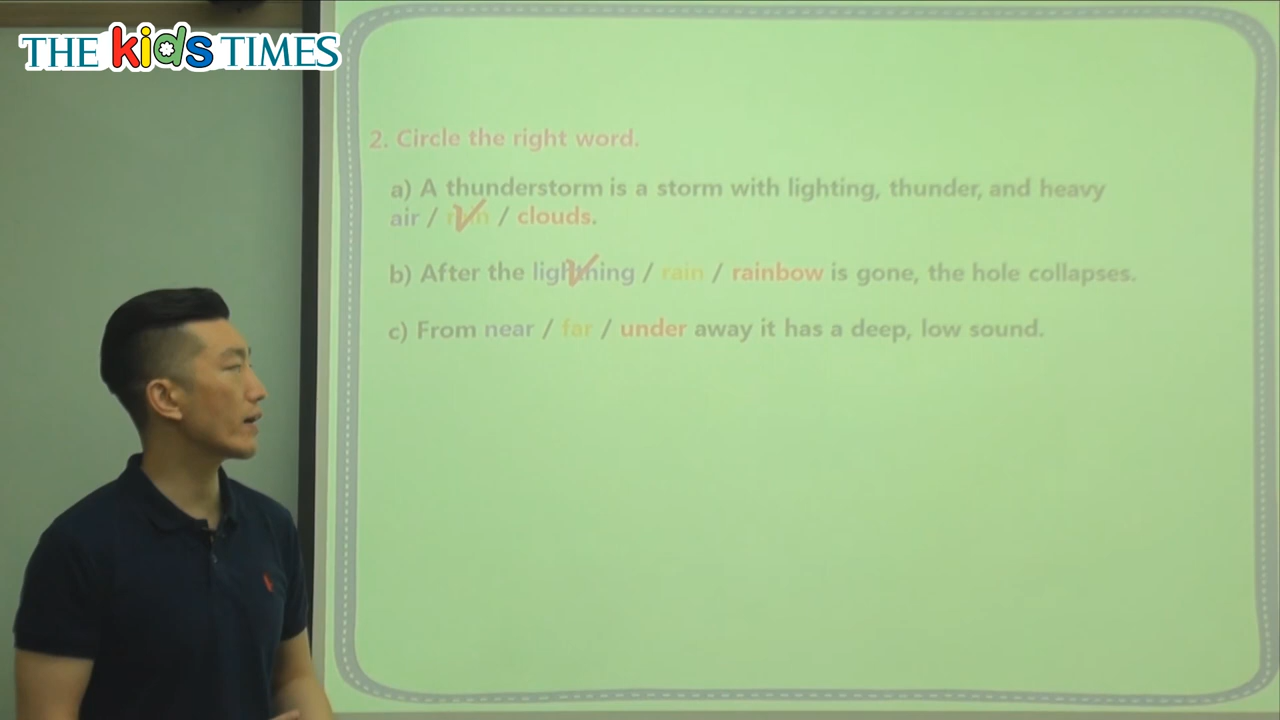 THE kids TIMES
2. Circle the right word.
a) A thunderstorm is a storm with lighting, thunder, and heavy
air / rain / clouds.
b) After the lightning / rain / rainbow is gone, the hole collapses.
c) From near / far / under away it has a deep, low sound.